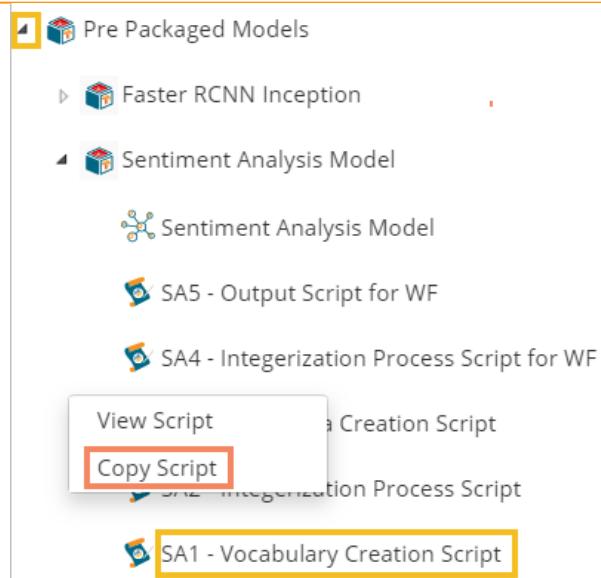 Pre Packaged Models
Faster RCNN Inception
Sentiment Analysis Model
Sentiment Analysis Model
SA5 - Output Script for WF
SA4 - Integerization Process Script for WF
View Script
a Creation Script
Copy Script
SA2 - Integerization Process Script
SA1 - Vocabulary Creation Script